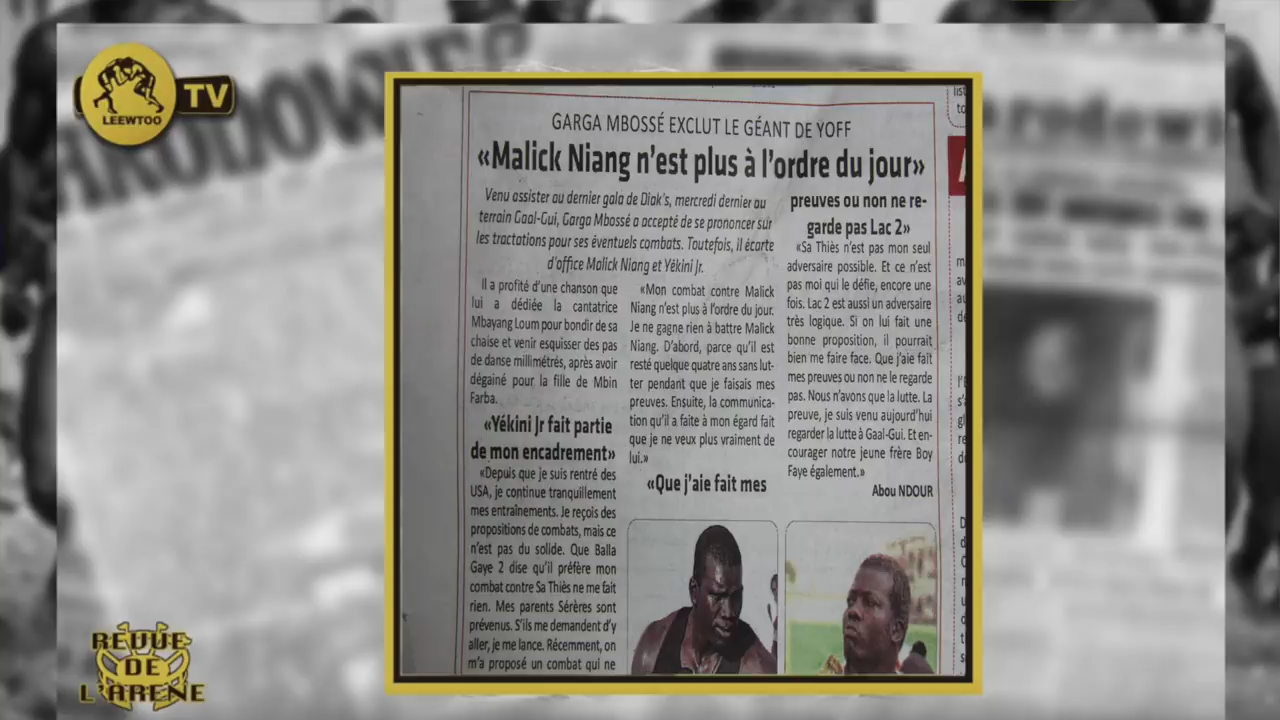 LEEWTOO
TV
GARGA MBOSSÉ EXCLUT LE GÉANT DE YOFF
«Malick Niang n'est plus à l'ordre du jour»
Venu assister au dernier gala de Diak's, mercredi dernier au
terrain Gaal-Gui, Garga Mbossé a accepté de se prononcer sur
les tractations pour ses éventuels combats. Toutefois, il écarte
d'office Malick Niang et Yékini Jr.
Il a profité d'une chanson que
lui a dédiée la cantatrice
Mbayang Loum pour bondir de sa
chaise et venir esquisser des pas
de danse millimétrés, après avoir
dégainé pour la fille de Mbin
Farba.
«Yékini Jr fait partie
de mon encadrement»
«Depuis que je suis rentré des
USA, je continue tranquillement
mes entraînements. Je reçois des
propositions de combats, mais ce
n'est pas du solide. Que Balla
Gaye 2 dise qu'il préfère mon
combat contre Sa Thiès ne me fait
rien. Mes parents Sérères sont
prévenus. S'ils me demandent d'y
aller, je me lance. Récemment, on
m'a proposé un combat qui ne
«Mon combat contre Malick
Niang n'est plus à l'ordre du jour.
Je ne gagne rien à battre Malick
Niang. D'abord, parce qu'il est
resté quelque quatre ans sans lut-
ter pendant que je faisais mes
preuves. Ensuite, la communica-
tion qu'il a faite à mon égard fait
que je ne veux plus vraiment de
lui.»
«Que j'aie fait mes
preuves ou non ne re-
garde pas Lac 2»
«Sa Thiès n'est pas mon seul
adversaire possible. Et ce n'est
pas moi qui le défie, encore une
fois. Lac 2 est aussi un adversaire
très logique. Si on lui fait une
bonne proposition, il pourrait
bien me faire face. Que j'aie fait
mes preuves ou non ne le regarde
pas. Nous n'avons que la lutte. La
preuve, je suis venu aujourd'hui
regarder la lutte à Gaal-Gui. Et en-
courager notre jeune frère Boy
Faye également.»
Abou NDOUR
REVUE
DE
L'ARENE